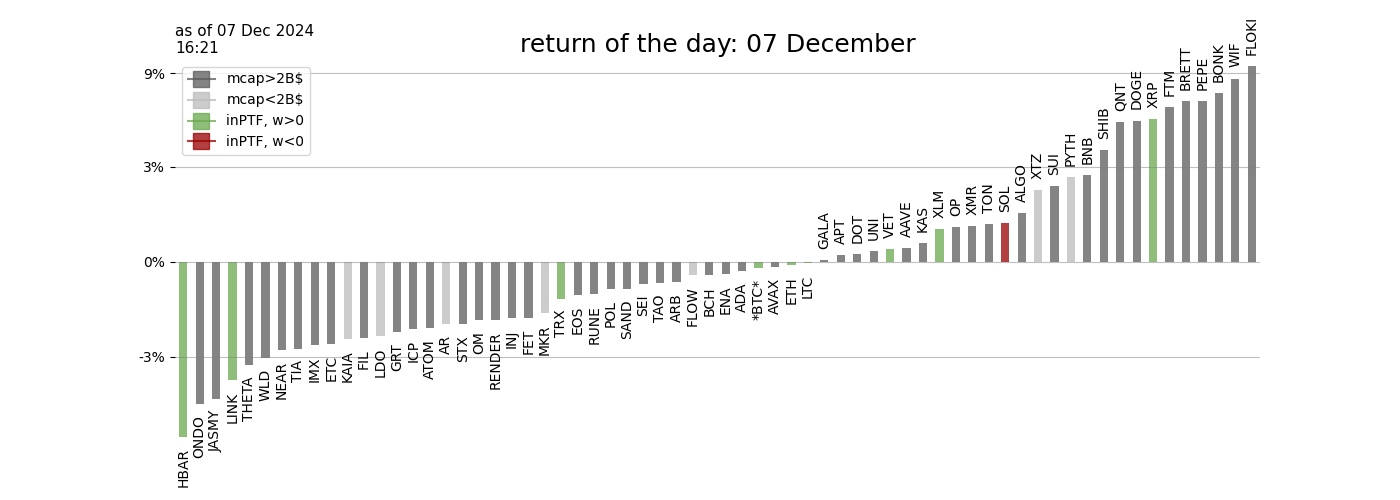 as of 07 Dec 2024
16:21
return of the day: 07 December
mcap>2B$
mcap<2B$
inPTF, w>0
inPTF, w<0
9%
3%
0%
-3%
HBAR
ONDO
JASMY
LINK
THETA
WLD
NEAR
TIA
IMX
ETC
KAIA
FIL
LDO
GRT
ICP
ATOM
AR
STX
OM
RENDER
INJ
FET
MKR
TRX
EOS
RUNE
POL
SAND
SEI
TAO
ARB
FLOW
BCH
ENA
ADA
*BTC*
AVAX
ETH
LTC
GALA
APT
DOT
UNI
VET
AAVE
KAS
XLM
OP
XMR
TON
SOL
ALGO
XTZ
SUI
PYTH
BNB
SHIB
QNT
DOGE
XRP
FTM
BRETT
PEPE
BONK
WIF
FLOKI